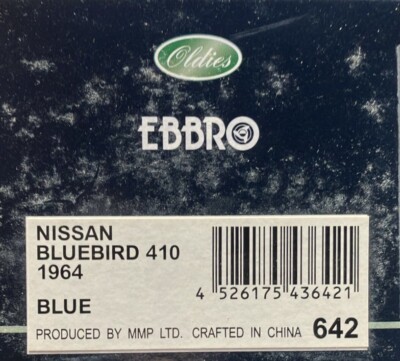 Oldies
EBBRO
NISSAN
BLUEBIRD 410
1964
BLUE
4 526175 436421
PRODUCED BY MMP LTD. CRAFTED IN CHINA 642